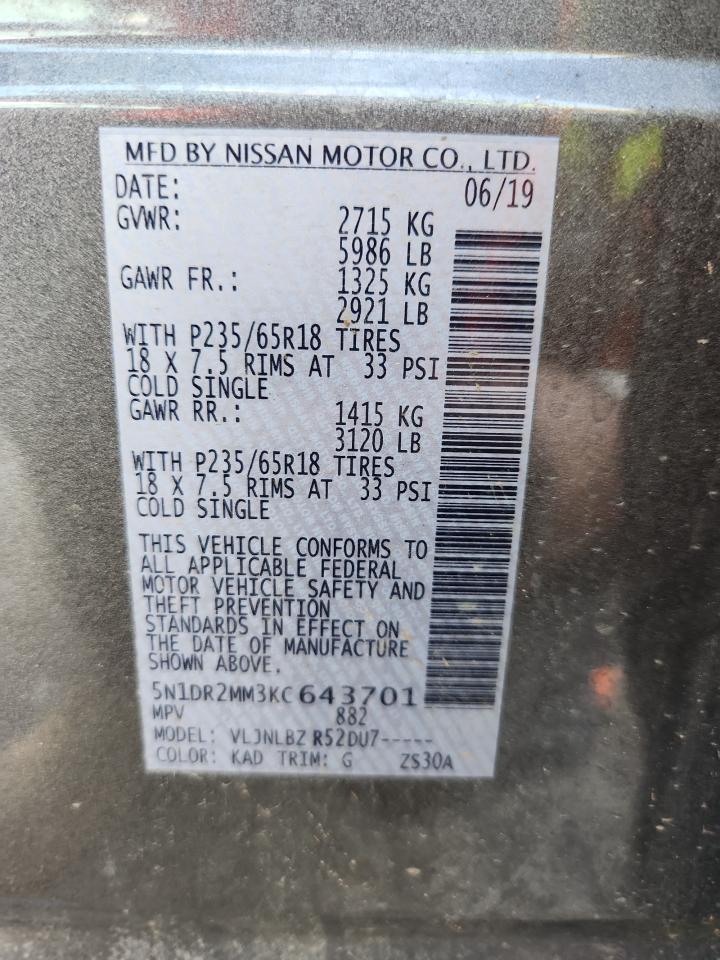 MFD BY NISSAN MOTOR CO., LTD.
DATE: 06/19
GVWR: 2715 KG
5986 LB
GAWR FR.: 1325 KG
2921 LB
WITH P235/65R18 TIRES
18 X 7.5 RIMS AT 33 PSI
COLD SINGLE
GAWR RR.: 1415 KG
3120 LB
WITH P235/65R18 TIRES
18 X 7.5 RIMS AT 33 PSI
COLD SINGLE
THIS VEHICLE CONFORMS TO
ALL APPLICABLE FEDERAL
MOTOR VEHICLE SAFETY AND
THEFT PREVENTION
STANDARDS IN EFFECT ON
THE DATE OF MANUFACTURE
SHOWN ABOVE.
5N1DR2MM3KC643701
MPV 882
MODEL: VLJNLBZ R52DU7-----
COLOR: KAD TRIM: G ZS30A